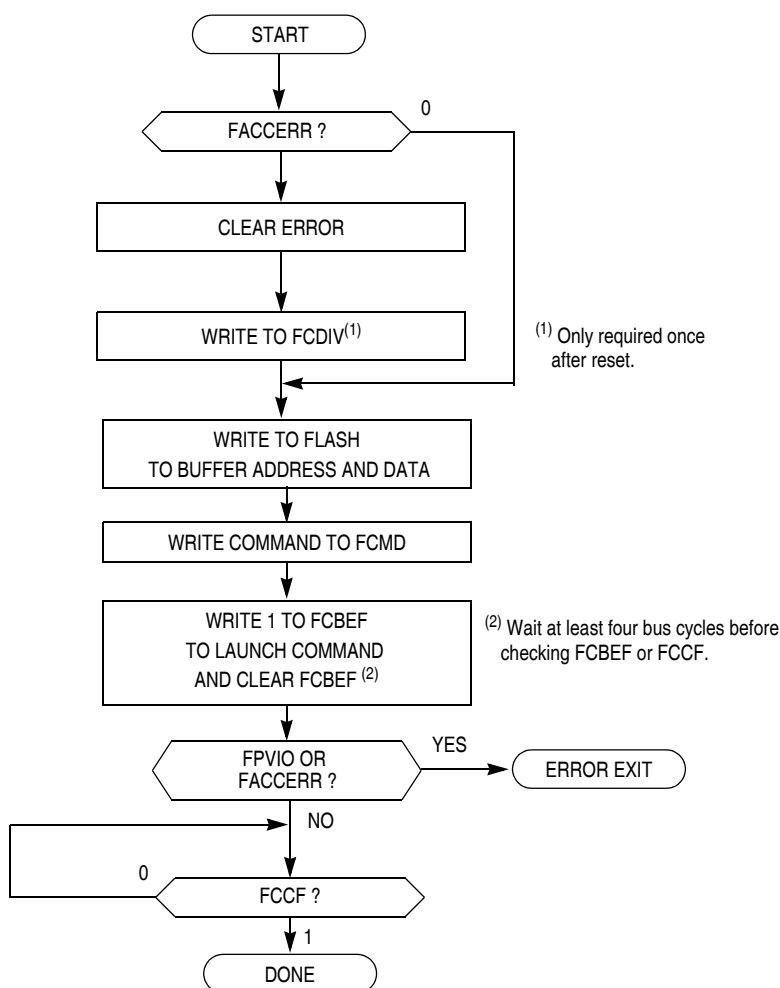 START
0
FACCERR ?
CLEAR ERROR
WRITE TO FCDIV(1)
(1) Only required once
after reset.
WRITE TO FLASH
TO BUFFER ADDRESS AND DATA
WRITE COMMAND TO FCMD
WRITE 1 TO FCBEF
TO LAUNCH COMMAND
AND CLEAR FCBEF (2)
(2) Wait at least four bus cycles before
checking FCBEF or FCCF.
FPVIO OR
FACCERR ?
YES
ERROR EXIT
NO
0
FCCF ?
1
DONE